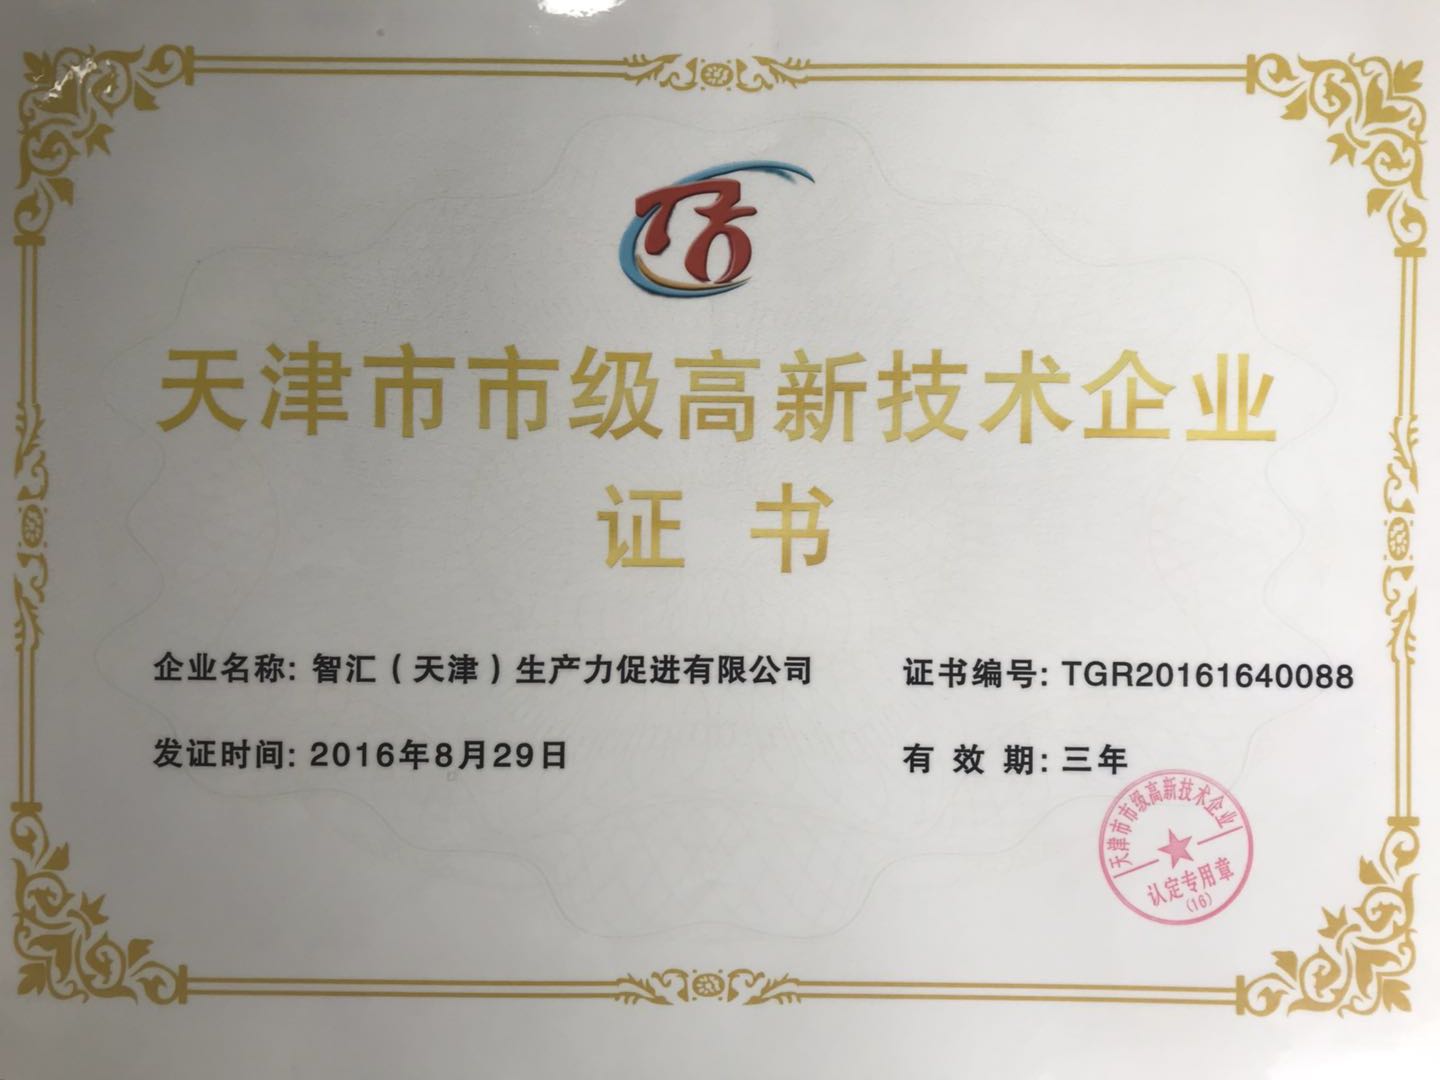 天津市市级高新技术企业
证书
企业名称: 智汇（天津）生产力促进有限公司
证书编号: TGR20161640088
发证时间: 2016年8月29日
有效期: 三年
天津市市级高新技术企业
认定专用章
(16)